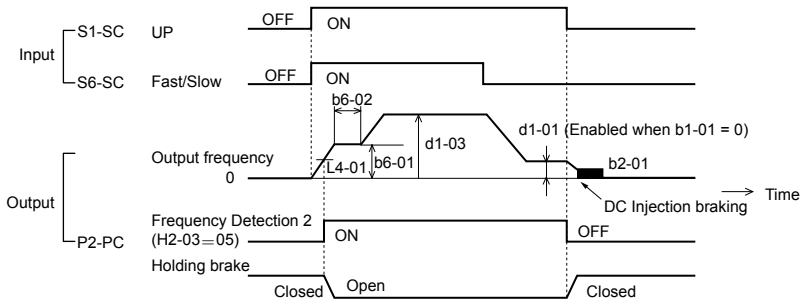 OFF
S1-SC UP ON
Input
OFF
S6-SC Fast/Slow ON
b6-02
d1-01 (Enabled when b1-01 = 0)
Output frequency d1-03
0 L4-01 b6-01 b2-01
Time
DC Injection braking
Output
Frequency Detection 2
P2-PC (H2-03=05) ON OFF
Holding brake
Closed Open Closed